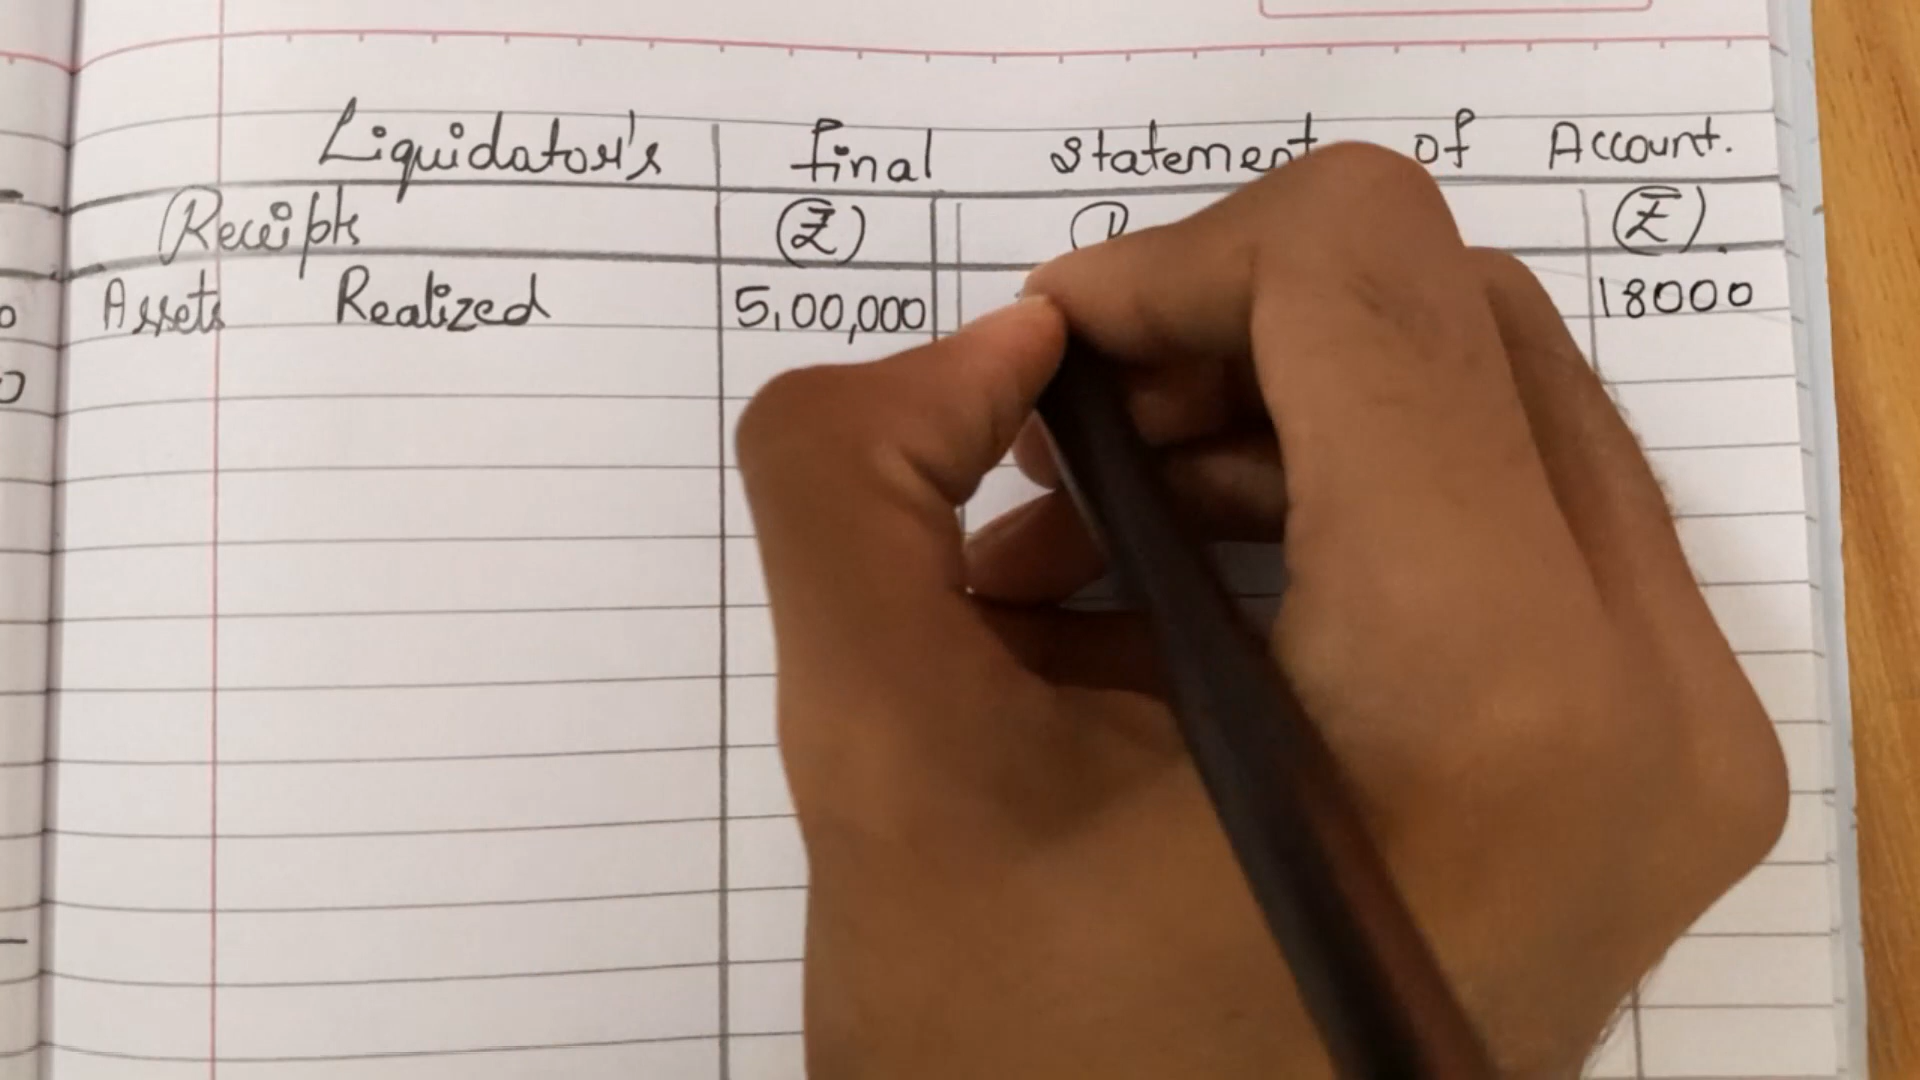 Liquidator's final statement of Account.
Receipts (₹) (₹)
Assets Realized 5,00,000 18000